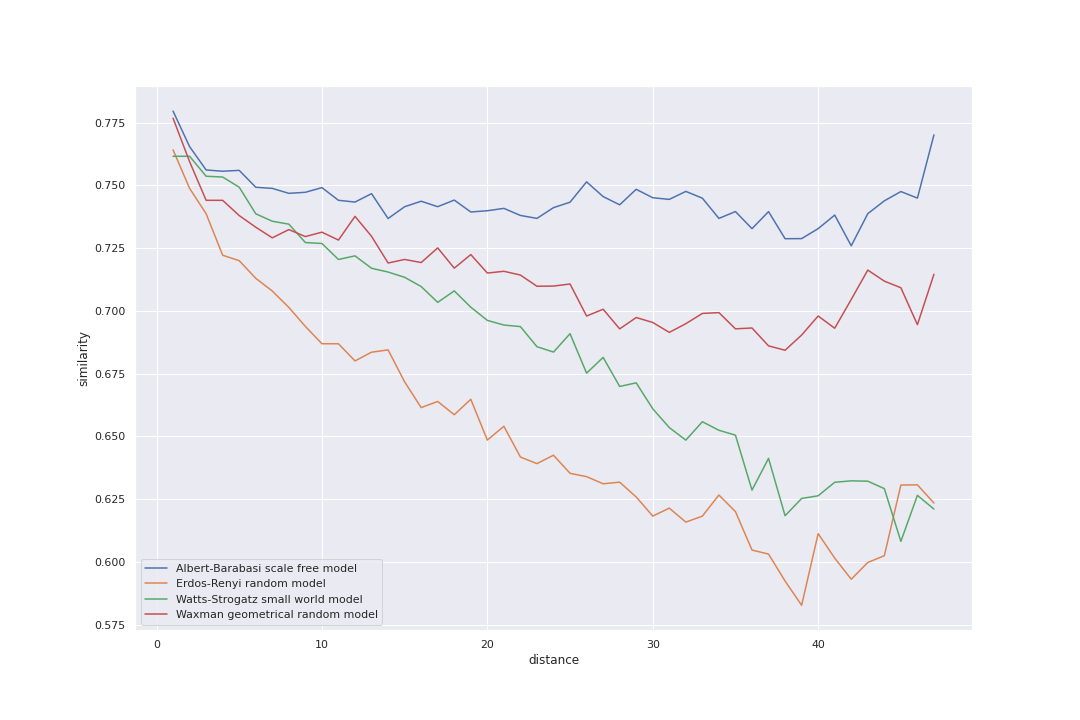 0.775
0.750
0.725
0.700
0.675
0.650
0.625
0.600
0.575
similarity
Albert-Barabasi scale free model
Erdos-Renyi random model
Watts-Strogatz small world model
Waxman geometrical random model
0 10 20 30 40
distance